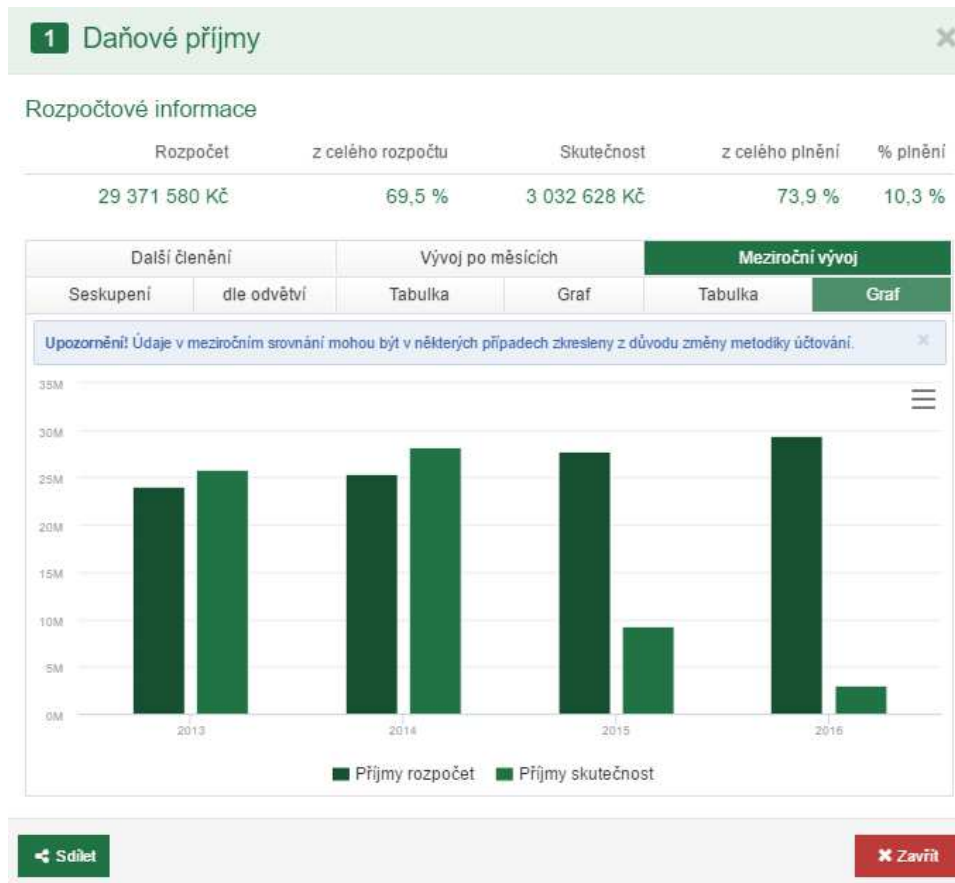 1 Daňové příjmy
Rozpočtové informace
Rozpočet z celého rozpočtu Skutečnost z celého plnění % plnění
29 371 580 Kč 69,5 % 3 032 628 Kč 73,9 % 10,3 %
Další členění Vývoj po měsících Meziroční vývoj
Seskupení dle odvětví Tabulka Graf Tabulka Graf
Upozornění! Údaje v meziročním srovnání mohou být v některých případech zkresleny z důvodu změny metodiky účtování.
35M
30M
25M
20M
15M
10M
5M
0M
2013 2014 2015 2016
Příjmy rozpočet Příjmy skutečnost
Sdílet Zavřít